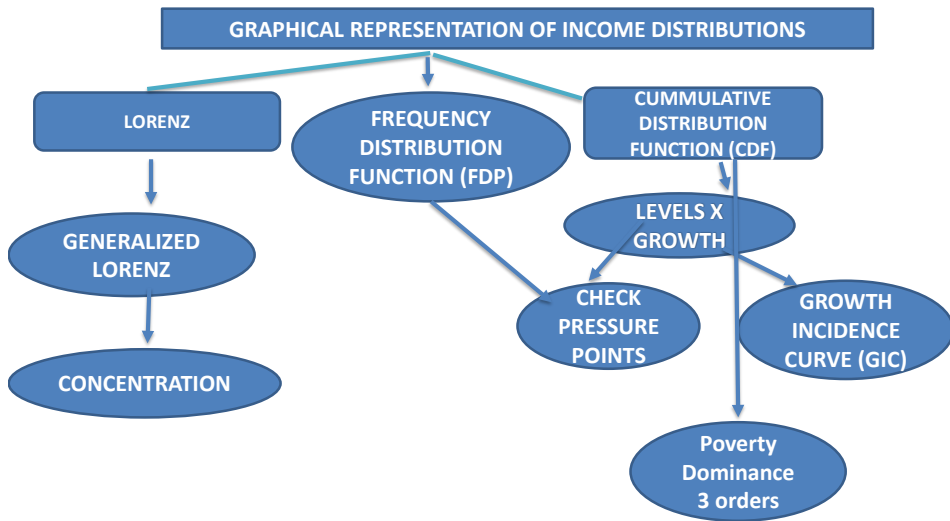 GRAPHICAL REPRESENTATION OF INCOME DISTRIBUTIONS
LORENZ
FREQUENCY
DISTRIBUTION
FUNCTION (FDP)
CUMMULATIVE
DISTRIBUTION
FUNCTION (CDF)
GENERALIZED
LORENZ
LEVELS X
GROWTH
CHECK
PRESSURE
POINTS
GROWTH
INCIDENCE
CURVE (GIC)
CONCENTRATION
Poverty
Dominance
3 orders